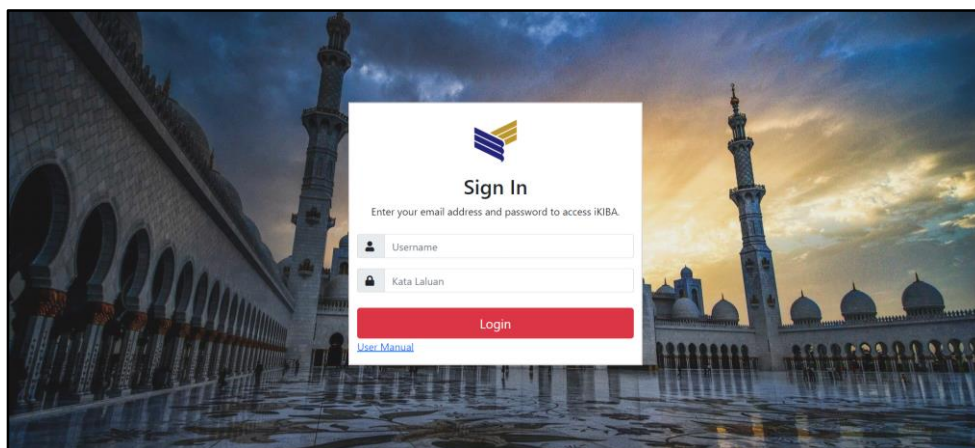 Sign In
Enter your email address and password to access iKIBA.
Username
Kata Laluan
Login
User Manual